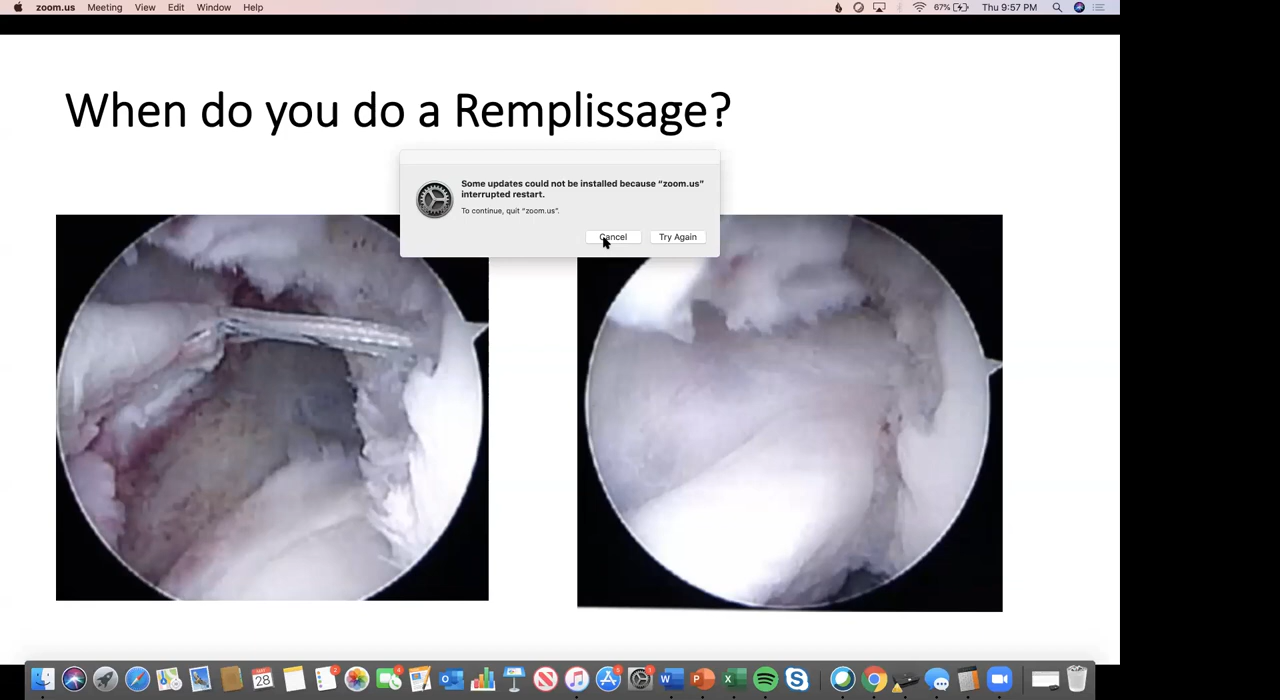 zoom.us Meeting View Edit Window Help 67% Thu 9:57 PM
When do you do a Remplissage?
Some updates could not be installed because “zoom.us”
interrupted restart.
To continue, quit “zoom.us”.
Cancel Try Again
28